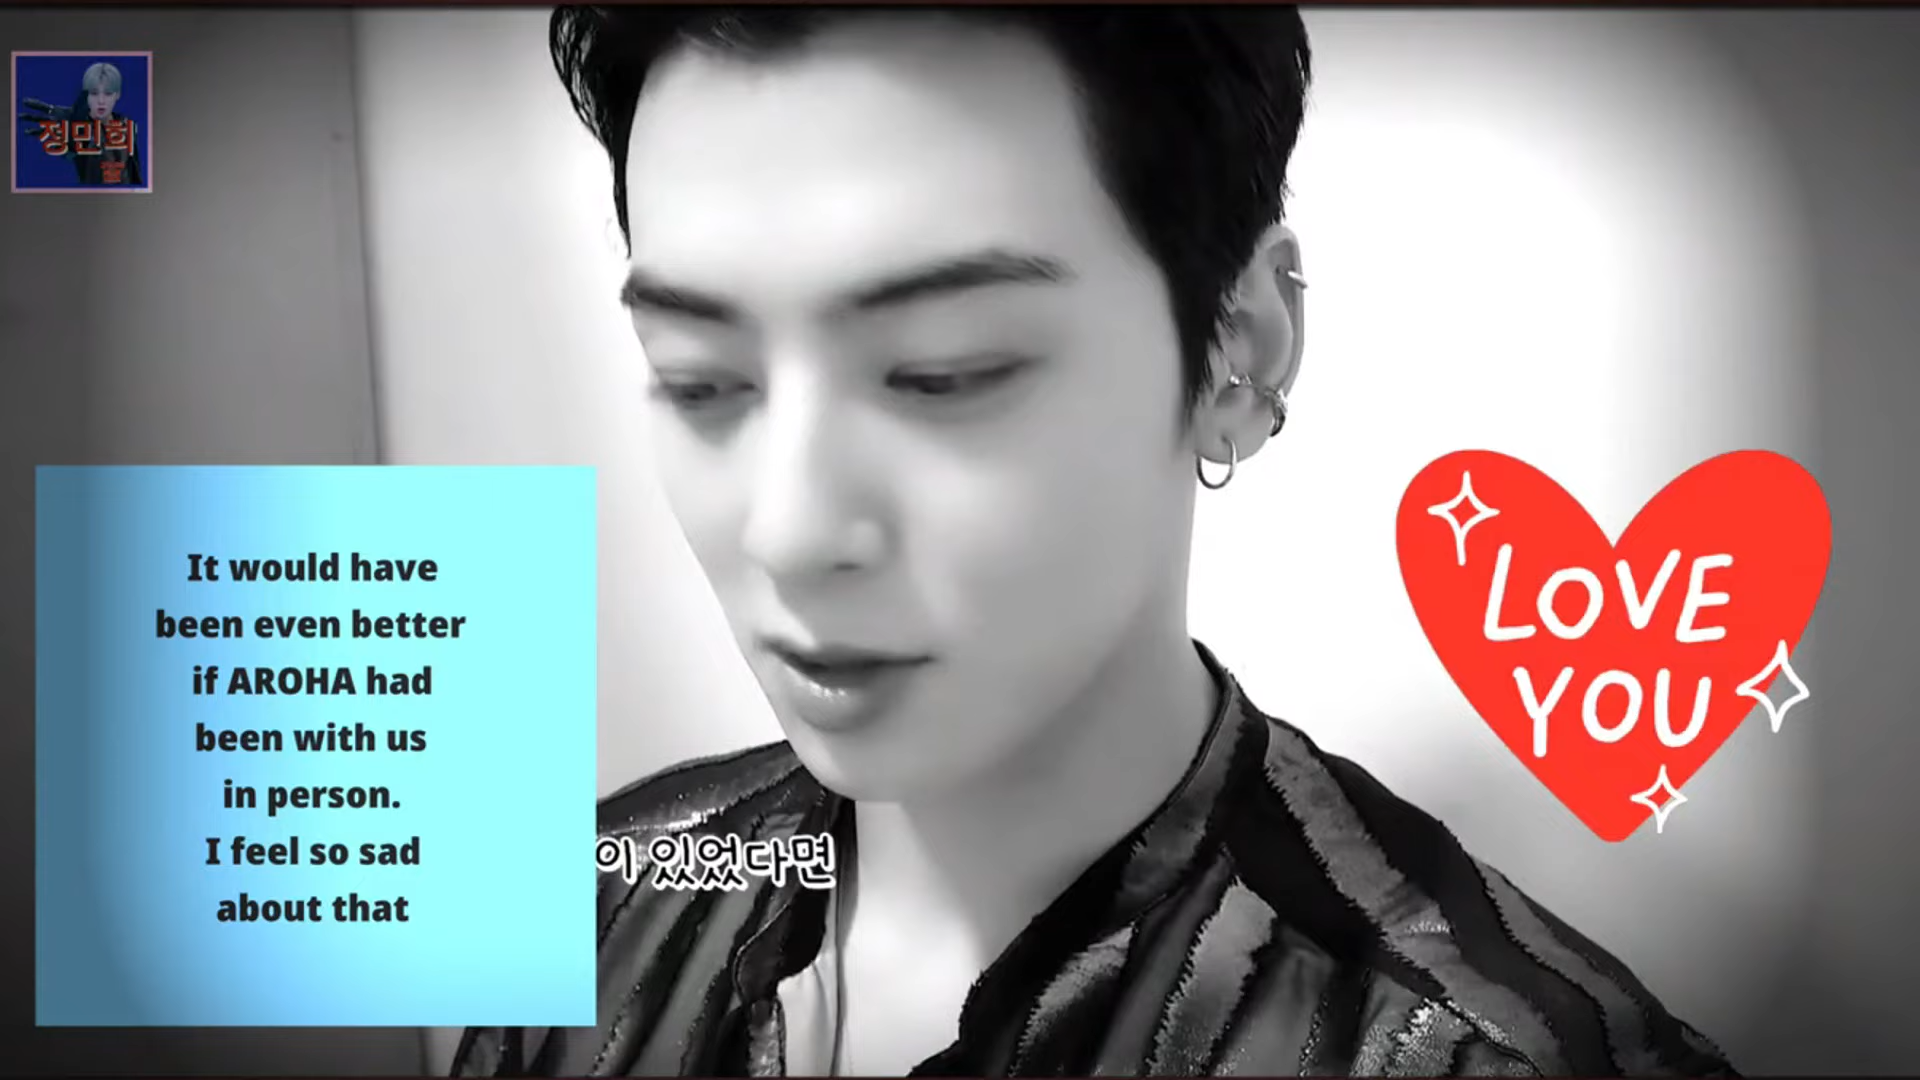 정민희
It would have
been even better
if AROHA had
been with us
in person.
I feel so sad
about that
이 있었다면
LOVE
YOU